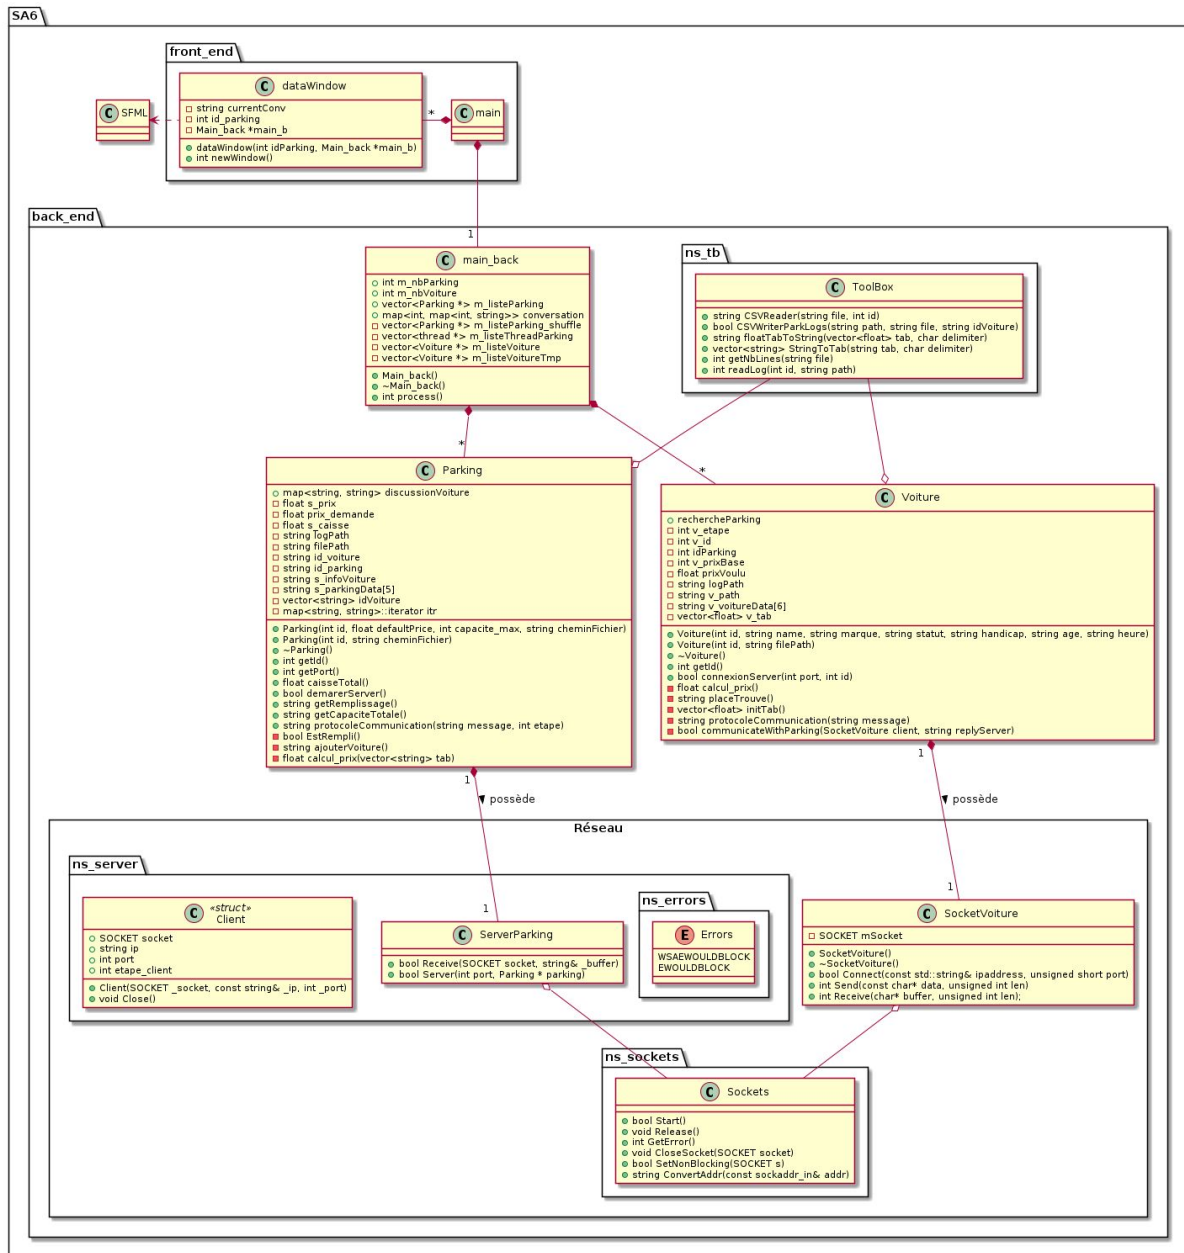 SA6
front_end
C dataWindow
string currentConv
int id_parking
Main_back *main_b
dataWindow(int idParking, Main_back *main_b)
int newWindow()
C SFML
*
C main
back_end
1
C main_back
int m_nbParking
int m_nbVoiture
vector<Parking *> m_listeParking
map<int, map<int, string>> conversation
vector<Parking *> m_listeParking_shuffle
vector<thread *> m_listeThreadParking
vector<Voiture *> m_listeVoiture
vector<Voiture *> m_listeVoitureTmp
Main_back()
~Main_back()
int process()
ns_tb
C ToolBox
string CSVReader(string file, int id)
bool CSVWriterParkLogs(string path, string file, string idVoiture)
string floatTabToString(vector<float> tab, char delimiter)
vector<string> StringToTab(string tab, char delimiter)
int getNbLines(string file)
int readLog(int id, string path)
*
*
C Parking
map<string, string> discussionVoiture
float s_prix
float prix_demande
float s_caisse
string logPath
string filePath
string id_voiture
string id_parking
string s_infoVoiture
string s_parkingData[5]
vector<string> idVoiture
map<string, string>::iterator itr
Parking(int id, float defaultPrice, int capacite_max, string cheminFichier)
Parking(int id, string cheminFichier)
~Parking()
int getId()
int getPort()
float caisseTotal()
bool demarerServer()
string getRemplissage()
string getCapaciteTotale()
string protocoleCommunication(string message, int etape)
bool EstRempli()
string ajouterVoiture()
float calcul_prix(vector<string> tab)
C Voiture
rechercheParking
int v_etape
int v_id
int idParking
int v_prixBase
float prixVoulu
string logPath
string v_path
string v_voitureData[6]
vector<float> v_tab
Voiture(int id, string name, string marque, string statut, string handicap, string age, string heure)
Voiture(int id, string filePath)
~Voiture()
int getId()
bool connexionServer(int port, int id)
float calcul_prix()
string placeTrouve()
vector<float> initTab()
string protocoleCommunication(string message)
bool communicateWithParking(SocketVoiture client, string replyServer)
1
possède
1
1
possède
1
Réseau
ns_server
C «struct»
Client
SOCKET socket
string ip
int port
int etape_client
Client(SOCKET _socket, const string& _ip, int _port)
void Close()
C ServerParking
bool Receive(SOCKET socket, string& _buffer)
bool Server(int port, Parking * parking)
ns_errors
E Errors
WSAEWOULDBLOCK
EWOULDBLOCK
C SocketVoiture
SOCKET mSocket
SocketVoiture()
~SocketVoiture()
bool Connect(const std::string& ipaddress, unsigned short port)
int Send(const char* data, unsigned int len)
int Receive(char* buffer, unsigned int len);
ns_sockets
C Sockets
bool Start()
void Release()
int GetError()
void CloseSocket(SOCKET socket)
bool SetNonBlocking(SOCKET s)
string ConvertAddr(const sockaddr_in& addr)